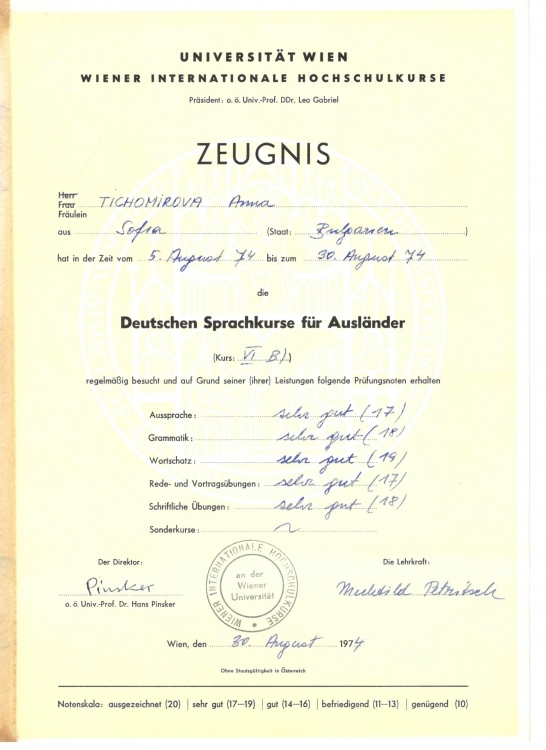 UNIVERSITÄT WIEN
WIENER INTERNATIONALE HOCHSCHULKURSE
Präsident: o. ö. Univ.-Prof. DDr. Leo Gabriel
ZEUGNIS
Herr
Frau TICHOMIROVA Anna
Fräulein
aus Sofia (Staat: Bulgarien)
hat in der Zeit vom 5. August 74 bis zum 30. August 74
die
Deutschen Sprachkurse für Ausländer
(Kurs: VI B/)
regelmäßig besucht und auf Grund seiner (ihrer) Leistungen folgende Prüfungsnoten erhalten
Aussprache: sehr gut (17)
Grammatik: sehr gut (18)
Wortschatz: sehr gut (19)
Rede- und Vortragsübungen: sehr gut (17)
Schriftliche Übungen: sehr gut (18)
Sonderkurse:
WIENER INTERNATIONALE HOCHSCHULKURSE
an der
Wiener
Universität
Der Direktor: Die Lehrkraft:
Pinsker Mechtild Petritsch
o. ö. Univ.-Prof. Dr. Hans Pinsker
Wien, den 30. August 1974
Ohne Staatsgültigkeit in Österreich
Notenskala: ausgezeichnet (20) | sehr gut (17–19) | gut (14–16) | befriedigend (11–13) | genügend (10)